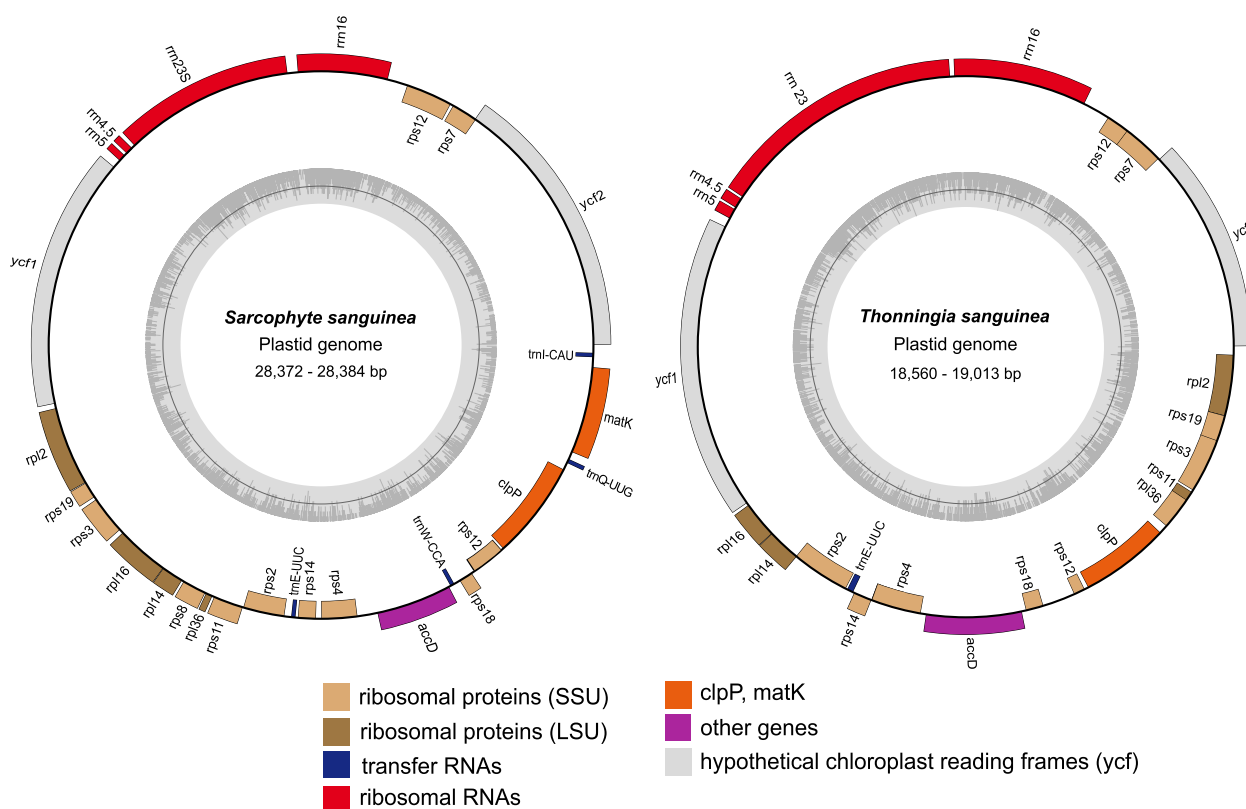 rrn16
rrn23S
rrn4.5
rrn5
rps12
rps7
ycf2
ycf1
Sarcophyte sanguinea
Plastid genome
28,372 - 28,384 bp
trnI-CAU
matK
trnQ-UUG
clpP
rps12
rps18
trnW-CCA
accD
rps4
rps14
trnE-UUC
rps2
rps11
rpl36
rps8
rpl14
rpl16
rps3
rps19
rpl2
rrn16
rrn 23
rrn4.5
rrn5
rps12
rps7
ycf1
Thonningia sanguinea
Plastid genome
18,560 - 19,013 bp
rpl2
rps19
rps3
rps11
rpl36
clpP
rps12
rps18
accD
rps4
rps14
trnE-UUC
rps2
rpl14
rpl16
ribosomal proteins (SSU)
ribosomal proteins (LSU)
transfer RNAs
ribosomal RNAs
clpP, matK
other genes
hypothetical chloroplast reading frames (ycf)